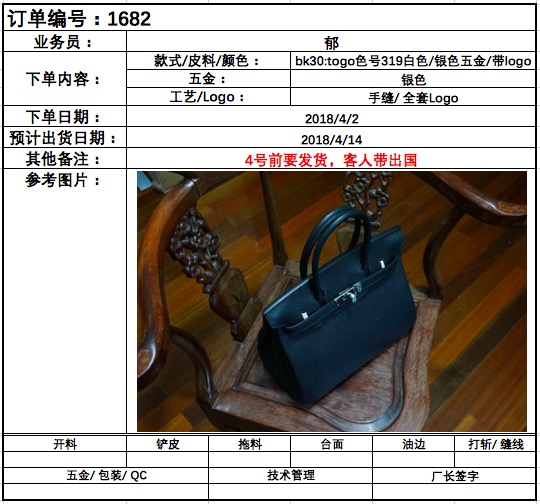 订单编号：1682
业务员： 郁
下单内容： 款式/皮料/颜色： bk30:togo色号319白色/银色五金/带logo
五金： 银色
工艺/Logo： 手缝/全套Logo
下单日期： 2018/4/2
预计出货日期： 2018/4/14
其他备注： 4号前要发货，客人带出国
参考图片：
开料 铲皮 拖料 台面 油边 打斩/缝线
五金/包装/QC 技术管理 厂长签字